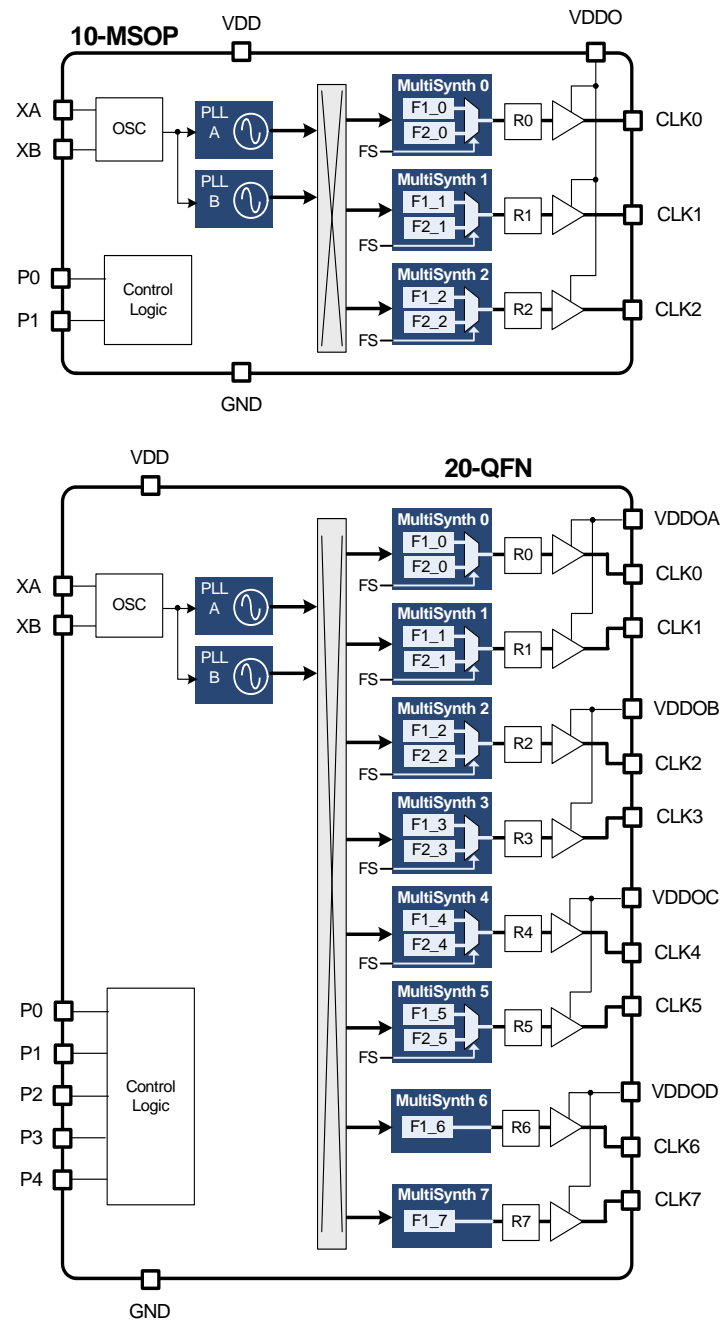 10-MSOP
VDD
VDDO
XA
XB
OSC
PLL
A
PLL
B
MultiSynth 0
F1_0
F2_0
FS
R0
CLK0
MultiSynth 1
F1_1
F2_1
FS
R1
CLK1
MultiSynth 2
F1_2
F2_2
FS
R2
CLK2
P0
P1
Control
Logic
GND
VDD
20-QFN
XA
XB
OSC
PLL
A
PLL
B
MultiSynth 0
F1_0
F2_0
FS
R0
VDDOA
CLK0
MultiSynth 1
F1_1
F2_1
FS
R1
CLK1
MultiSynth 2
F1_2
F2_2
FS
R2
VDDOB
CLK2
MultiSynth 3
F1_3
F2_3
FS
R3
CLK3
MultiSynth 4
F1_4
F2_4
FS
R4
VDDOC
CLK4
MultiSynth 5
F1_5
F2_5
FS
R5
CLK5
MultiSynth 6
F1_6
R6
VDDOD
CLK6
MultiSynth 7
F1_7
R7
CLK7
P0
P1
P2
P3
P4
Control
Logic
GND